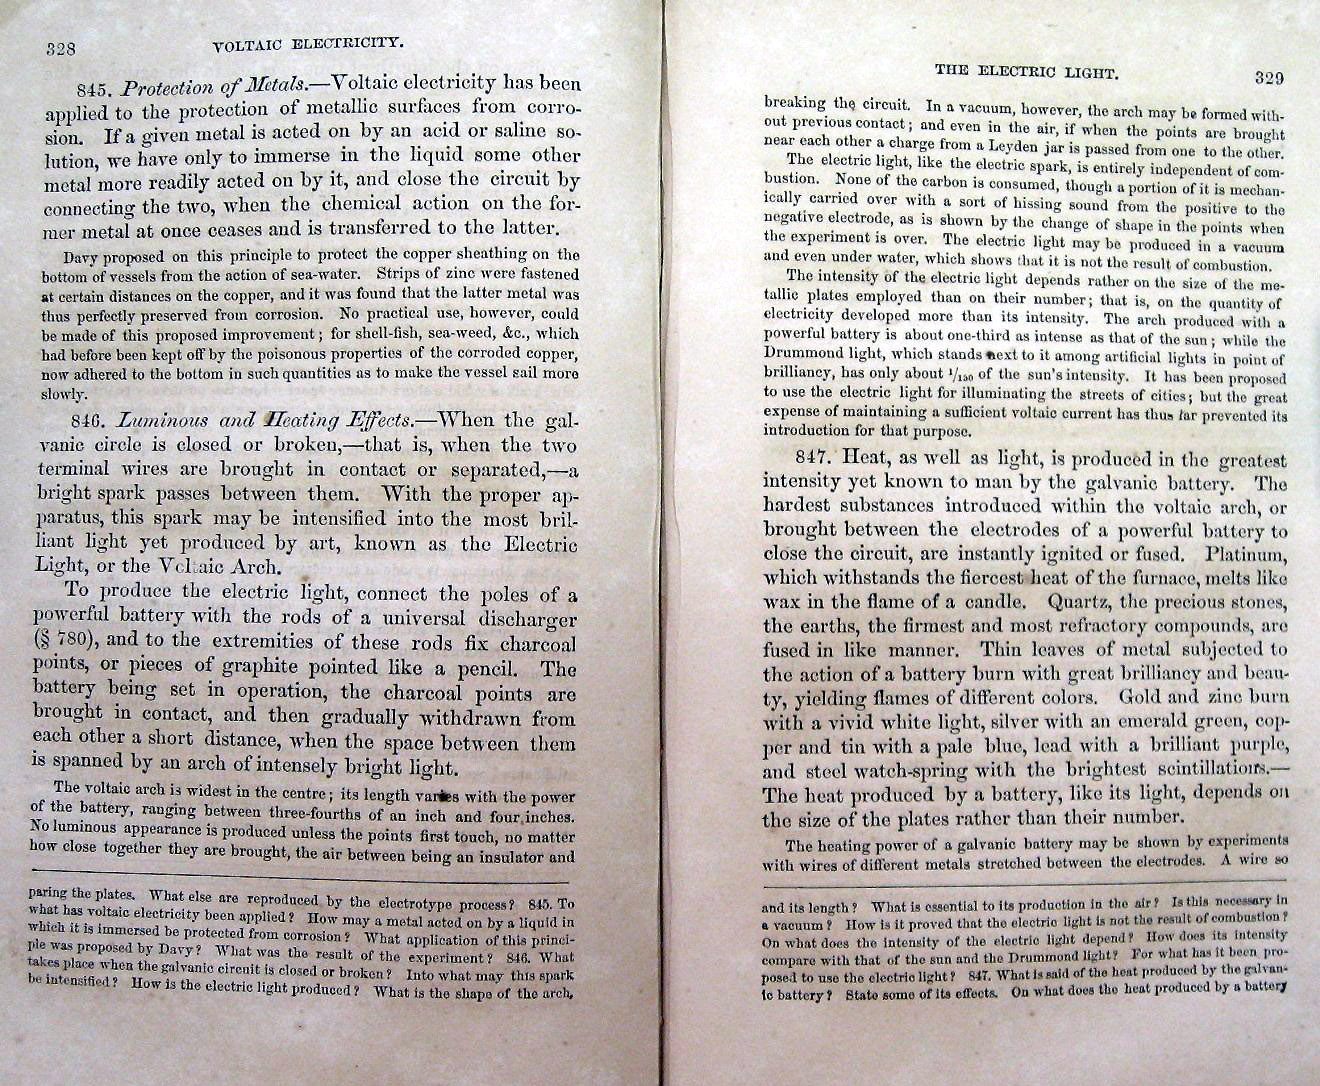 328
VOLTAIC ELECTRICITY.
845. Protection of Metals.—Voltaic electricity has been
applied to the protection of metallic surfaces from corro-
sion. If a given metal is acted on by an acid or saline so-
lution, we have only to immerse in the liquid some other
metal more readily acted on by it, and close the circuit by
connecting the two, when the chemical action on the for-
mer metal at once ceases and is transferred to the latter.
Davy proposed on this principle to protect the copper sheathing on the
bottom of vessels from the action of sea-water. Strips of zinc were fastened
at certain distances on the copper, and it was found that the latter metal was
thus perfectly preserved from corrosion. No practical use, however, could
be made of this proposed improvement; for shell-fish, sea-weed, &c., which
had before been kept off by the poisonous properties of the corroded copper,
now adhered to the bottom in such quantities as to make the vessel sail more
slowly.
846. Luminous and Heating Effects.—When the gal-
vanic circle is closed or broken,—that is, when the two
terminal wires are brought in contact or separated,—a
bright spark passes between them. With the proper ap-
paratus, this spark may be intensified into the most bril-
liant light yet produced by art, known as the Electric
Light, or the Voltaic Arch.
To produce the electric light, connect the poles of a
powerful battery with the rods of a universal discharger
(§ 780), and to the extremities of these rods fix charcoal
points, or pieces of graphite pointed like a pencil. The
battery being set in operation, the charcoal points are
brought in contact, and then gradually withdrawn from
each other a short distance, when the space between them
is spanned by an arch of intensely bright light.
The voltaic arch is widest in the centre; its length varies with the power
of the battery, ranging between three-fourths of an inch and four inches.
No luminous appearance is produced unless the points first touch, no matter
how close together they are brought, the air between being an insulator and
paring the plates. What else are reproduced by the electrotype process? 845. To
what has voltaic electricity been applied? How may a metal acted on by a liquid in
which it is immersed be protected from corrosion? What application of this princi-
ple was proposed by Davy? What was the result of the experiment? 846. What
takes place when the galvanic circuit is closed or broken? Into what may this spark
be intensified? How is the electric light produced? What is the shape of the arch,
THE ELECTRIC LIGHT.
329
breaking the circuit. In a vacuum, however, the arch may be formed with-
out previous contact; and even in the air, if when the points are brought
near each other a charge from a Leyden jar is passed from one to the other.
The electric light, like the electric spark, is entirely independent of com-
bustion. None of the carbon is consumed, though a portion of it is mechan-
ically carried over with a sort of hissing sound from the positive to the
negative electrode, as is shown by the change of shape in the points when
the experiment is over. The electric light may be produced in a vacuum
and even under water, which shows that it is not the result of combustion.
The intensity of the electric light depends rather on the size of the me-
tallic plates employed than on their number; that is, on the quantity of
electricity developed more than its intensity. The arch produced with a
powerful battery is about one-third as intense as that of the sun; while the
Drummond light, which stands next to it among artificial lights in point of
brilliancy, has only about 1/150 of the sun's intensity. It has been proposed
to use the electric light for illuminating the streets of cities; but the great
expense of maintaining a sufficient voltaic current has thus far prevented its
introduction for that purpose.
847. Heat, as well as light, is produced in the greatest
intensity yet known to man by the galvanic battery. The
hardest substances introduced within the voltaic arch, or
brought between the electrodes of a powerful battery to
close the circuit, are instantly ignited or fused. Platinum,
which withstands the fiercest heat of the furnace, melts like
wax in the flame of a candle. Quartz, the precious stones,
the earths, the firmest and most refractory compounds, are
fused in like manner. Thin leaves of metal subjected to
the action of a battery burn with great brilliancy and beau-
ty, yielding flames of different colors. Gold and zinc burn
with a vivid white light, silver with an emerald green, cop-
per and tin with a pale blue, lead with a brilliant purple,
and steel watch-spring with the brightest scintillations.—
The heat produced by a battery, like its light, depends on
the size of the plates rather than their number.
The heating power of a galvanic battery may be shown by experiments
with wires of different metals stretched between the electrodes. A wire so
and its length? What is essential to its production in the air? Is this necessary in
a vacuum? How is it proved that the electric light is not the result of combustion?
On what does the intensity of the electric light depend? How does its intensity
compare with that of the sun and the Drummond light? For what has it been pro-
posed to use the electric light? 847. What is said of the heat produced by the galvan-
ic battery? State some of its effects. On what does the heat produced by a battery